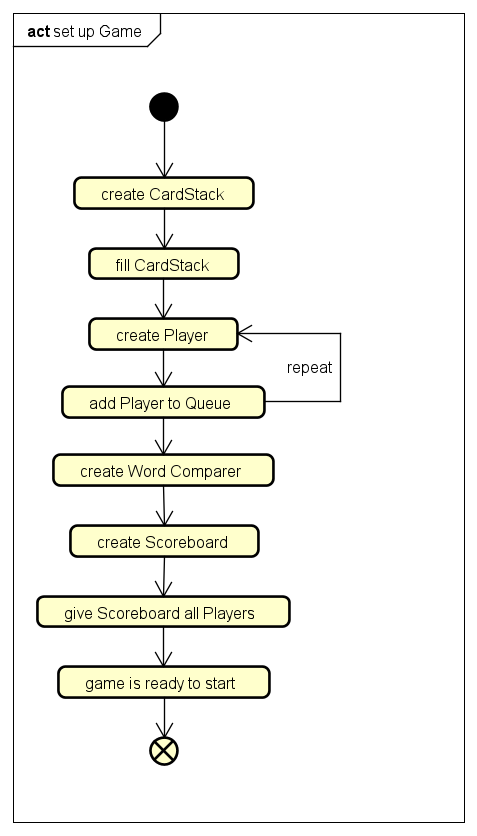 act set up Game
create CardStack
fill CardStack
create Player
repeat
add Player to Queue
create Word Comparer
create Scoreboard
give Scoreboard all Players
game is ready to start